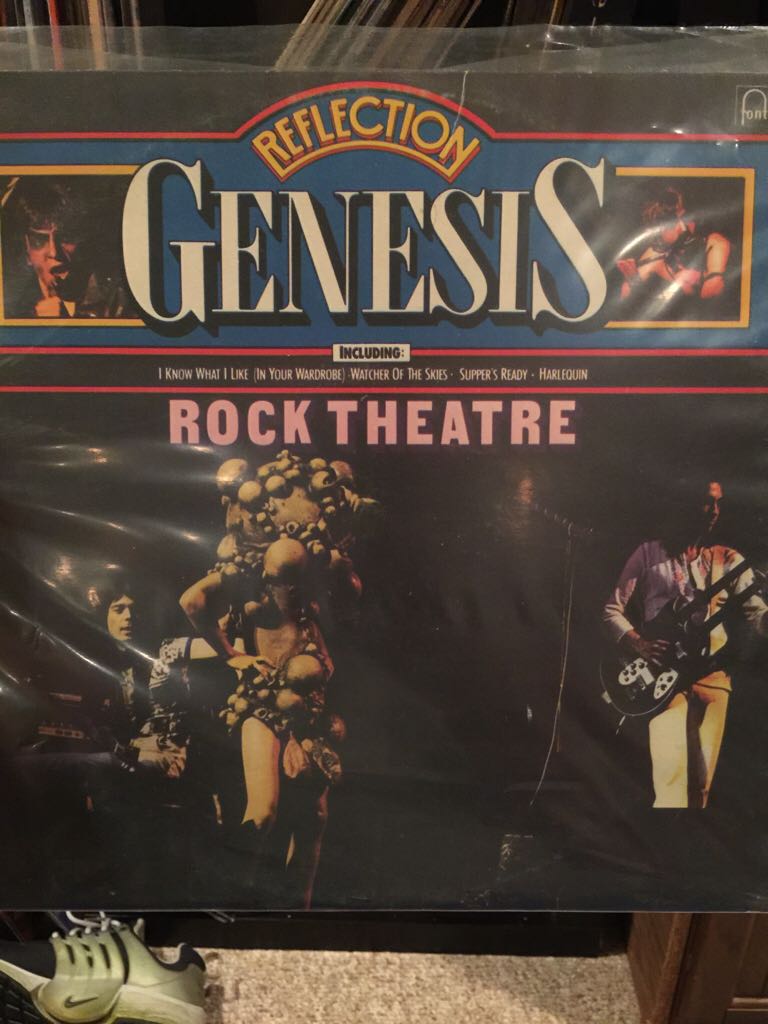 REFLECTION
GENESIS
INCLUDING:
I KNOW WHAT I LIKE (IN YOUR WARDROBE) · WATCHER OF THE SKIES · SUPPER'S READY · HARLEQUIN
ROCK THEATRE